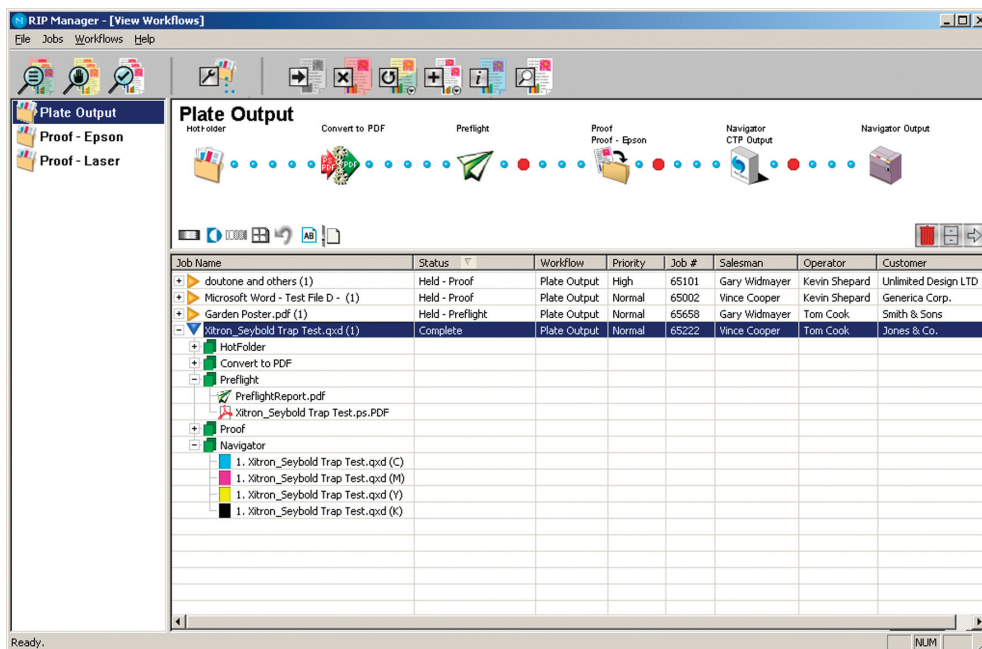 RIP Manager - [View Workflows]
File Jobs Workflows Help
Plate Output
Proof - Epson
Proof - Laser
Plate Output
HotFolder Convert to PDF Preflight Proof Navigator Navigator Output
Proof - Epson CTP Output
PS PDF PDF
AB
Job Name Status Workflow Priority Job # Salesman Operator Customer
doutone and others (1) Held - Proof Plate Output High 65101 Gary Widmayer Kevin Shepard Unlimited Design LTD
Microsoft Word - Test File D - (1) Held - Proof Plate Output Normal 65002 Vince Cooper Kevin Shepard Generica Corp.
Garden Poster.pdf (1) Held - Preflight Plate Output Normal 65658 Gary Widmayer Tom Cook Smith & Sons
Xitron_Seybold Trap Test.qxd (1) Complete Plate Output Normal 65222 Vince Cooper Tom Cook Jones & Co.
HotFolder
Convert to PDF
Preflight
PreflightReport.pdf
Xitron_Seybold Trap Test.ps.PDF
Proof
Navigator
1. Xitron_Seybold Trap Test.qxd (C)
1. Xitron_Seybold Trap Test.qxd (M)
1. Xitron_Seybold Trap Test.qxd (Y)
1. Xitron_Seybold Trap Test.qxd (K)
Ready. NUM